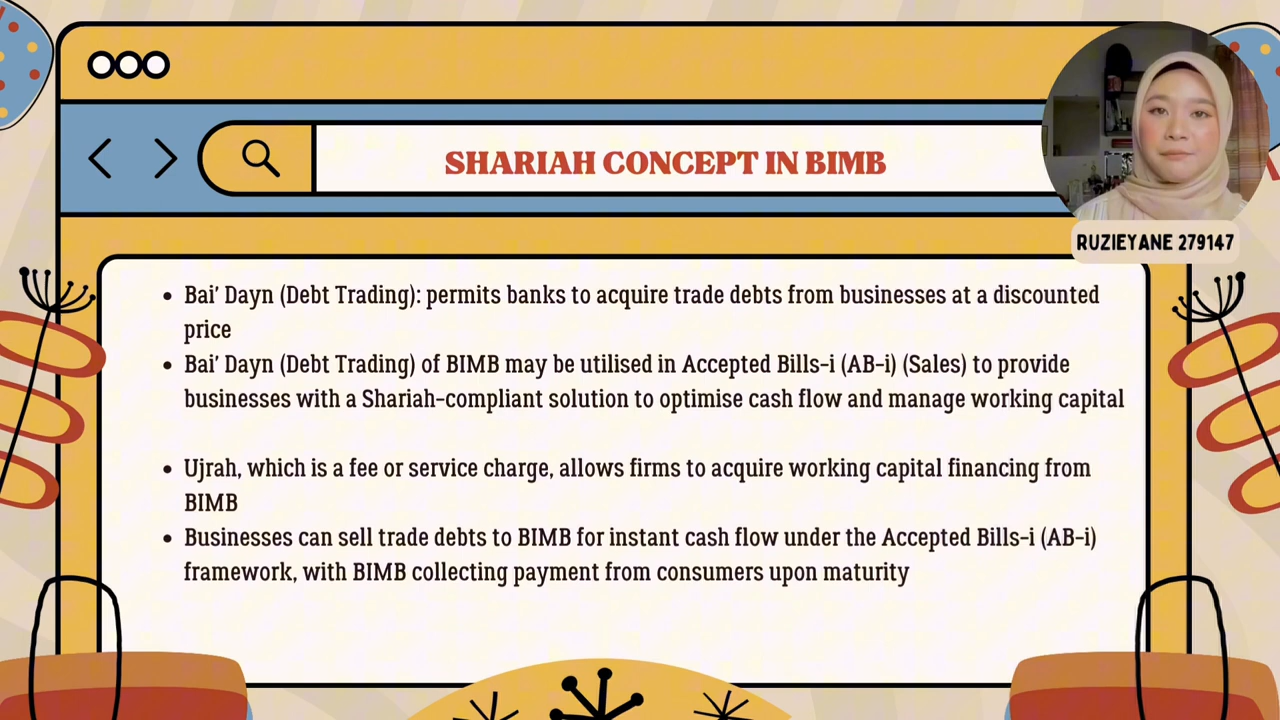 SHARIAH CONCEPT IN BIMB
RUZIEYANE 279147
Bai' Dayn (Debt Trading): permits banks to acquire trade debts from businesses at a discounted
price
Bai' Dayn (Debt Trading) of BIMB may be utilised in Accepted Bills-i (AB-i) (Sales) to provide
businesses with a Shariah-compliant solution to optimise cash flow and manage working capital
Ujrah, which is a fee or service charge, allows firms to acquire working capital financing from
BIMB
Businesses can sell trade debts to BIMB for instant cash flow under the Accepted Bills-i (AB-i)
framework, with BIMB collecting payment from consumers upon maturity